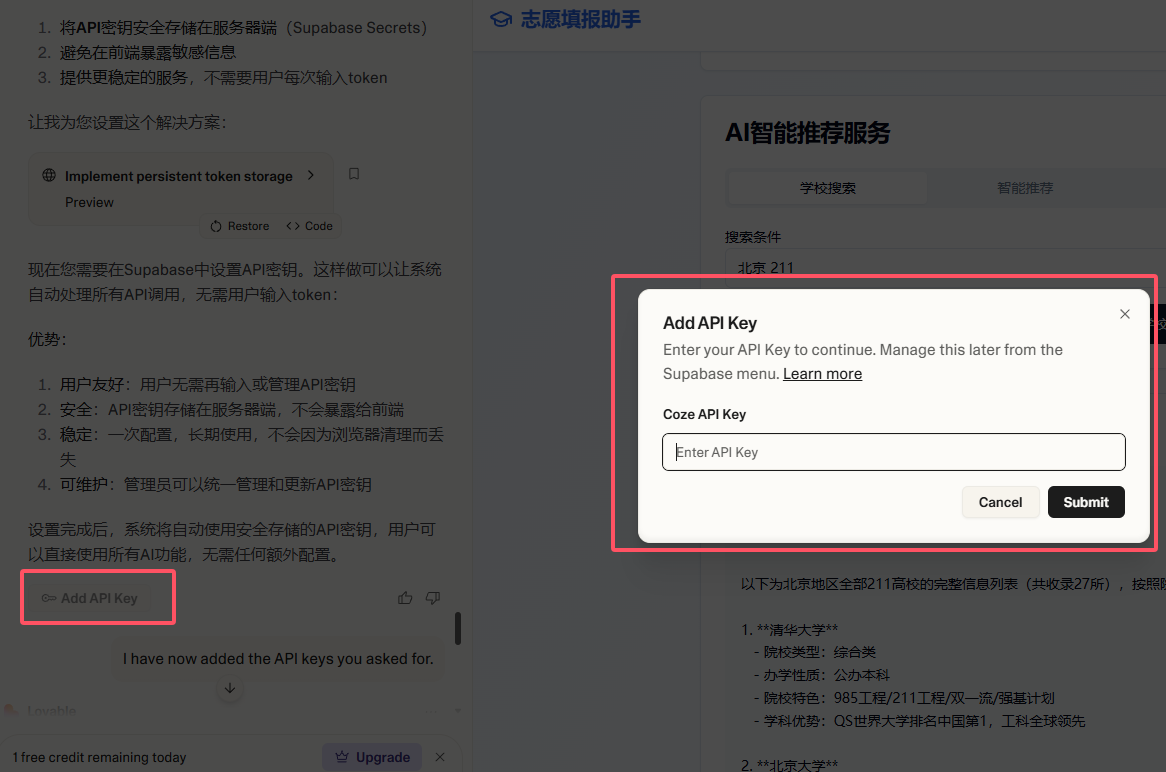 1. 将API密钥安全存储在服务器端（Supabase Secrets）
2. 避免在前端暴露敏感信息
3. 提供更稳定的服务，不需要用户每次输入token
让我为您设置这个解决方案：
Implement persistent token storage
Preview
Restore
Code
现在您需要在Supabase中设置API密钥。这样做可以让系统
自动处理所有API调用，无需用户输入token：
优势：
1. 用户友好：用户无需再输入或管理API密钥
2. 安全：API密钥存储在服务器端，不会暴露给前端
3. 稳定：一次配置，长期使用，不会因为浏览器清理而丢
失
4. 可维护：管理员可以统一管理和更新API密钥
设置完成后，系统将自动使用安全存储的API密钥，用户可
以直接使用所有AI功能，无需任何额外配置。
Add API Key
I have now added the API keys you asked for.
Lovable
1 free credit remaining today
Upgrade
志愿填报助手
AI智能推荐服务
学校搜索
智能推荐
搜索条件
北京 211
Add API Key
Enter your API Key to continue. Manage this later from the
Supabase menu. Learn more
Coze API Key
Enter API Key
Cancel
Submit
以下为北京地区全部211高校的完整信息列表（共收录27所），按照
1. **清华大学**
- 院校类型：综合类
- 办学性质：公办本科
- 院校特色：985工程/211工程/双一流/强基计划
- 学科优势：QS世界大学排名中国第1，工科全球领先
2. **北京大学**